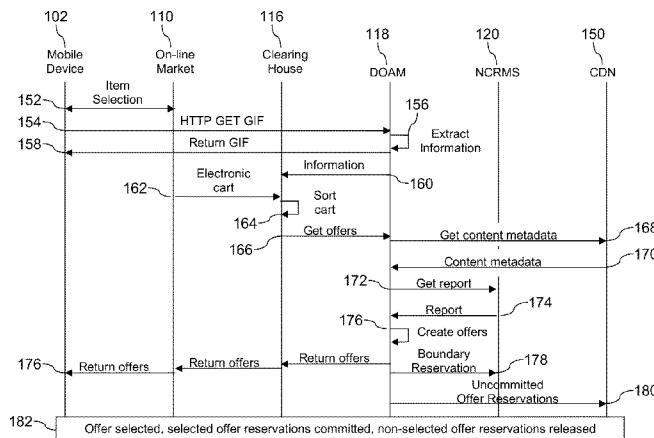 102
110
116
118
120
150
Mobile
Device
On-line
Market
Clearing
House
DOAM
NCRMS
CDN
152
Item
Selection
154
HTTP GET GIF
156
Extract
Information
158
Return GIF
Information
160
162
Electronic
cart
164
Sort
cart
166
Get offers
Get content metadata
168
Content metadata
170
172
Get report
Report
174
176
Create offers
176
Return offers
Return offers
Return offers
Boundary
Reservation
178
Uncommitted
Offer Reservations
180
182
Offer selected, selected offer reservations committed, non-selected offer reservations released